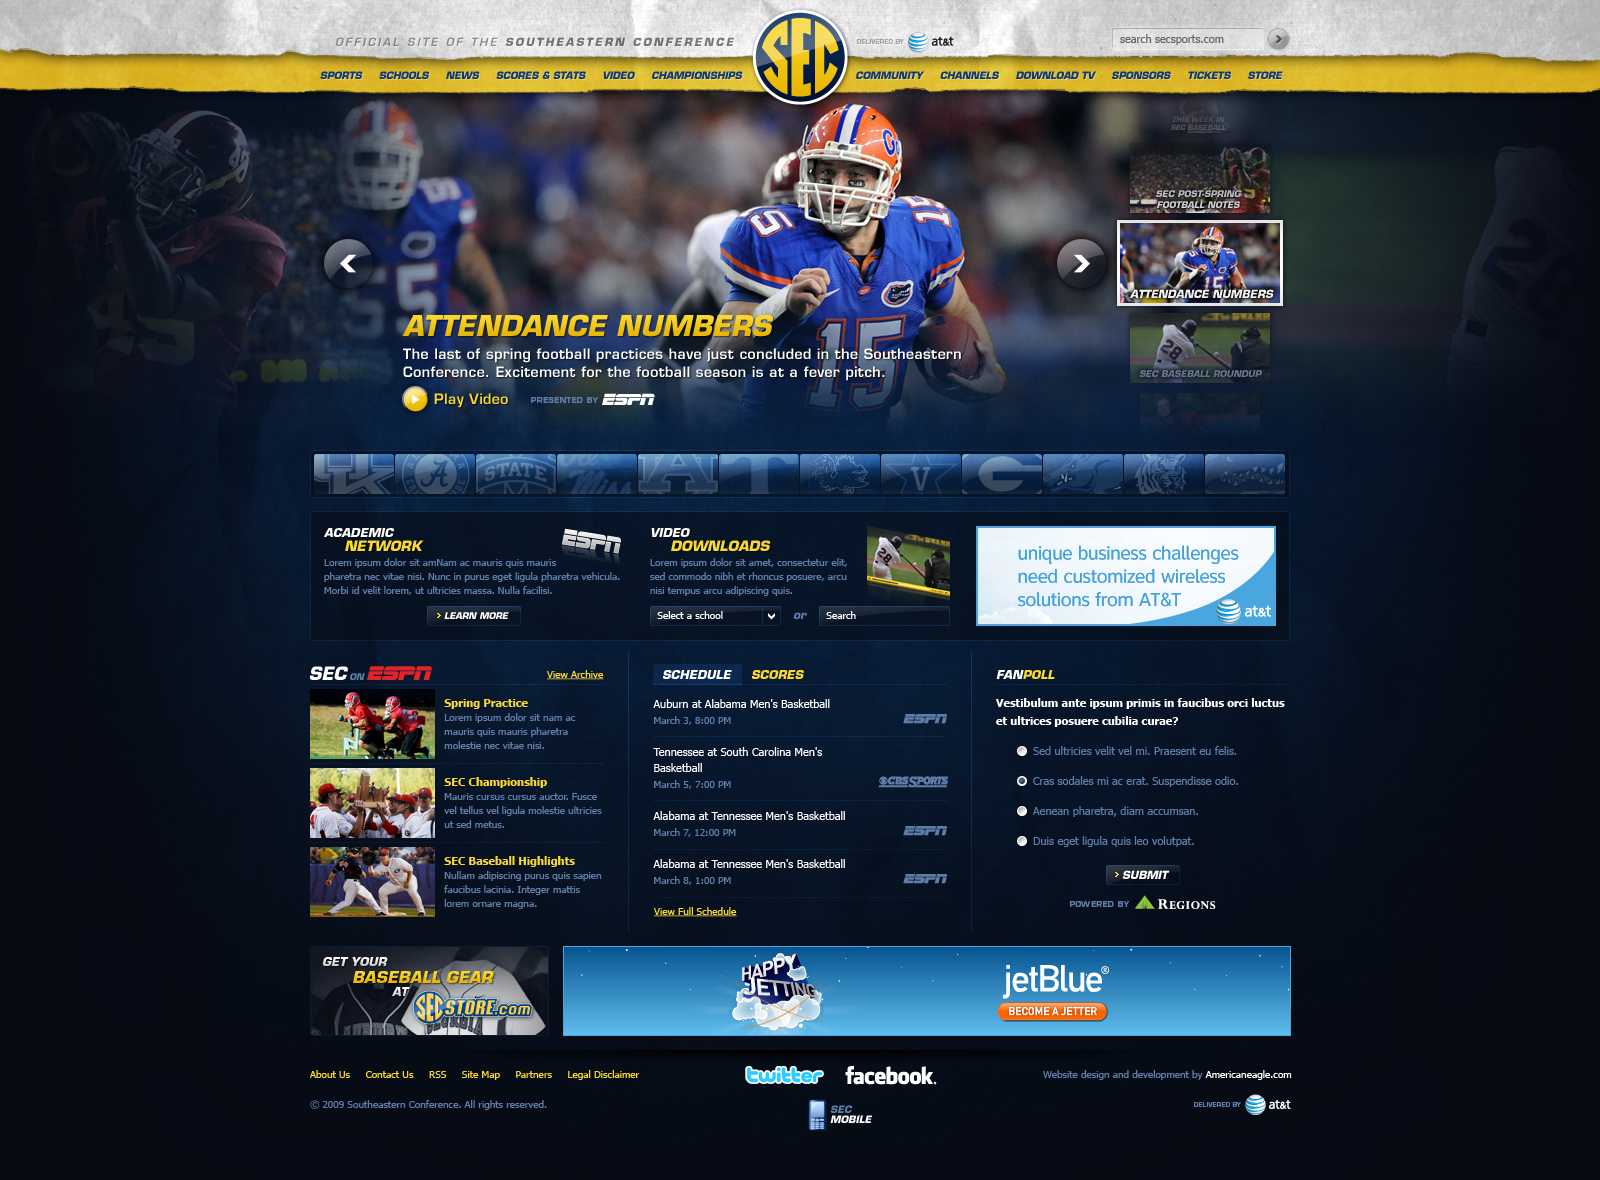 OFFICIAL SITE OF THE SOUTHEASTERN CONFERENCE
SEC
DELIVERED BY at&t
search secsports.com
SPORTS SCHOOLS NEWS SCORES & STATS VIDEO CHAMPIONSHIPS COMMUNITY CHANNELS DOWNLOAD TV SPONSORS TICKETS STORE
THIS WEEK IN
SEC BASEBALL
SEC POST-SPRING
FOOTBALL NOTES
ATTENDANCE NUMBERS
SEC BASEBALL ROUNDUP
15
15
15
ATTENDANCE NUMBERS
The last of spring football practices have just concluded in the Southeastern
Conference. Excitement for the football season is at a fever pitch.
Play Video
PRESENTED BY ESPN
STATE
ACADEMIC
NETWORK
ESPN
Lorem ipsum dolor sit amNam ac mauris quis mauris
pharetra nec vitae nisi. Nunc in purus eget ligula pharetra vehicula.
Morbi id velit lorem, ut ultricies massa. Nulla facilisi.
LEARN MORE
VIDEO
DOWNLOADS
Lorem ipsum dolor sit amet, consectetur elit,
sed commodo nibh et rhoncus posuere, arcu
nisi tempus arcu adipiscing quis.
28
Select a school or Search
unique business challenges
need customized wireless
solutions from AT&T
at&t
SEC ON ESPN
View Archive
Spring Practice
Lorem ipsum dolor sit nam ac
mauris quis mauris pharetra
molestie nec vitae nisi.
SEC Championship
Mauris cursus cursus auctor. Fusce
vel tellus vel ligula molestie ultricies
ut sed metus.
SEC Baseball Highlights
Nullam adipiscing purus quis sapien
faucibus lacinia. Integer mattis
lorem ornare magna.
SCHEDULE SCORES
Auburn at Alabama Men's Basketball
March 3, 8:00 PM
ESPN
Tennessee at South Carolina Men's
Basketball
March 5, 7:00 PM
CBS SPORTS
Alabama at Tennessee Men's Basketball
March 7, 12:00 PM
ESPN
Alabama at Tennessee Men's Basketball
March 8, 1:00 PM
ESPN
View Full Schedule
FANPOLL
Vestibulum ante ipsum primis in faucibus orci luctus
et ultrices posuere cubilia curae?
Sed ultricies velit vel mi. Praesent eu felis.
Cras sodales mi ac erat. Suspendisse odio.
Aenean pharetra, diam accumsan.
Duis eget ligula quis leo volutpat.
SUBMIT
POWERED BY REGIONS
GET YOUR
BASEBALL GEAR
AT SEC STORE.com
HAPPY
JETTING
jetBlue®
BECOME A JETTER
About Us Contact Us RSS Site Map Partners Legal Disclaimer
twitter facebook.
Website design and development by Americaneagle.com
© 2009 Southeastern Conference. All rights reserved.
SEC
MOBILE
DELIVERED BY at&t